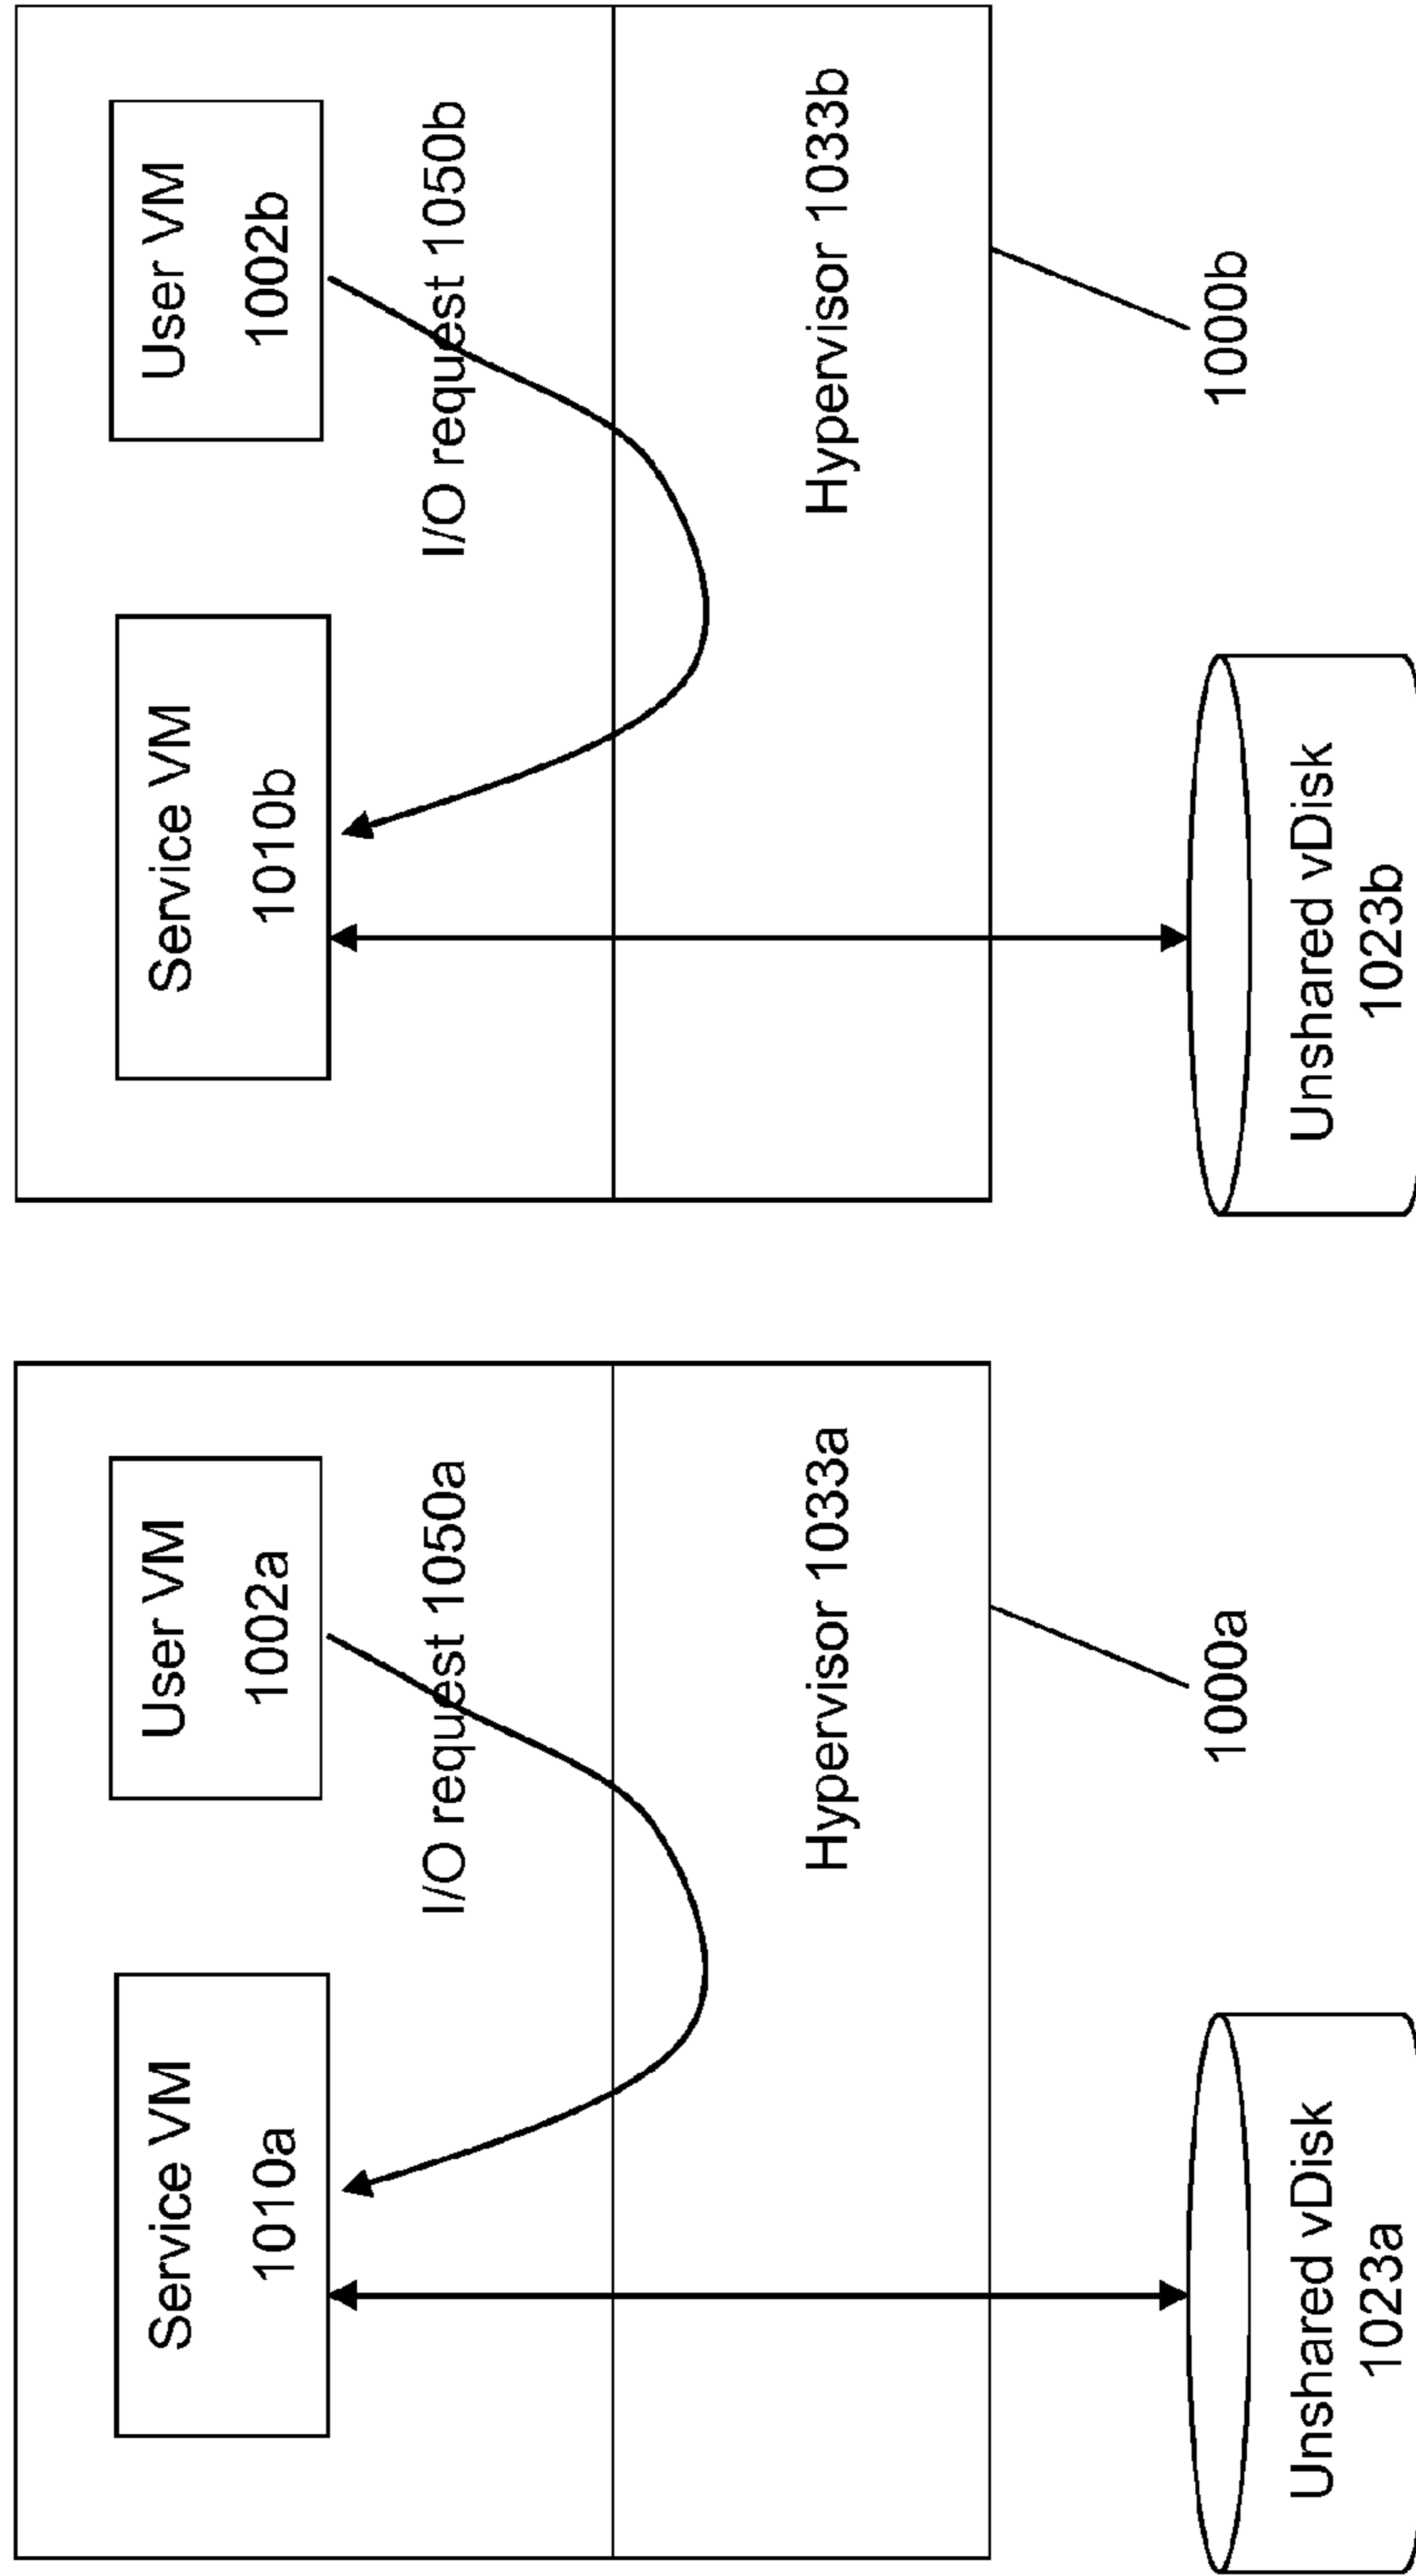 User VM
1002a
Service VM
1010a
I/O request 1050a
Hypervisor 1033a
1000a
Unshared vDisk
1023a
User VM
1002b
Service VM
1010b
I/O request 1050b
Hypervisor 1033b
1000b
Unshared vDisk
1023b